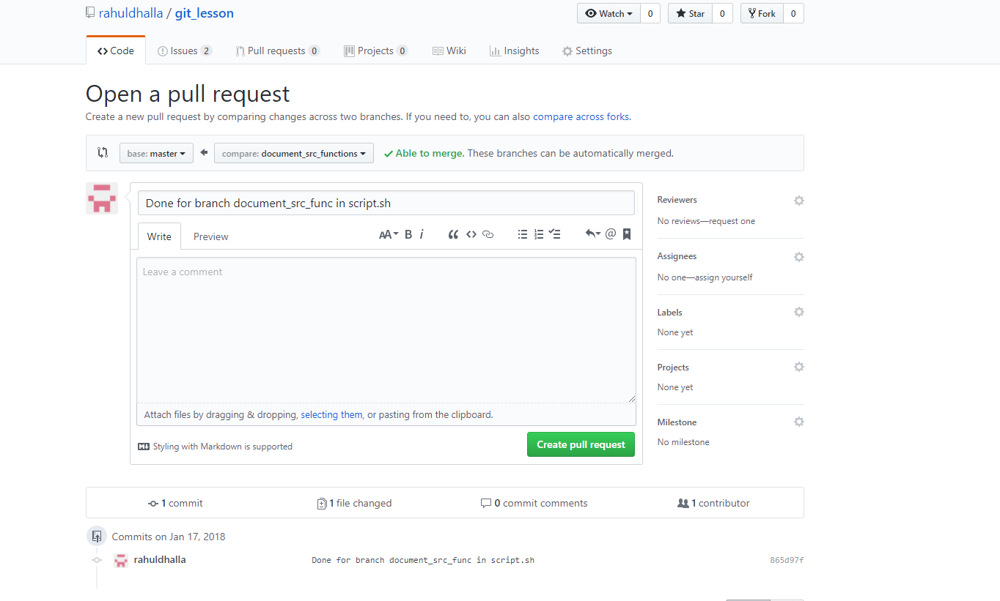 rahuldhalla / git_lesson
Watch 0 Star 0 Fork 0
Code Issues 2 Pull requests 0 Projects 0 Wiki Insights Settings
Open a pull request
Create a new pull request by comparing changes across two branches. If you need to, you can also compare across forks.
base: master compare: document_src_functions Able to merge. These branches can be automatically merged.
Done for branch document_src_func in script.sh
Write Preview AA B i
Leave a comment
Attach files by dragging & dropping, selecting them, or pasting from the clipboard.
Styling with Markdown is supported
Create pull request
Reviewers
No reviews—request one
Assignees
No one—assign yourself
Labels
None yet
Projects
None yet
Milestone
No milestone
1 commit 1 file changed 0 commit comments 1 contributor
Commits on Jan 17, 2018
rahuldhalla Done for branch document_src_func in script.sh 865d97f